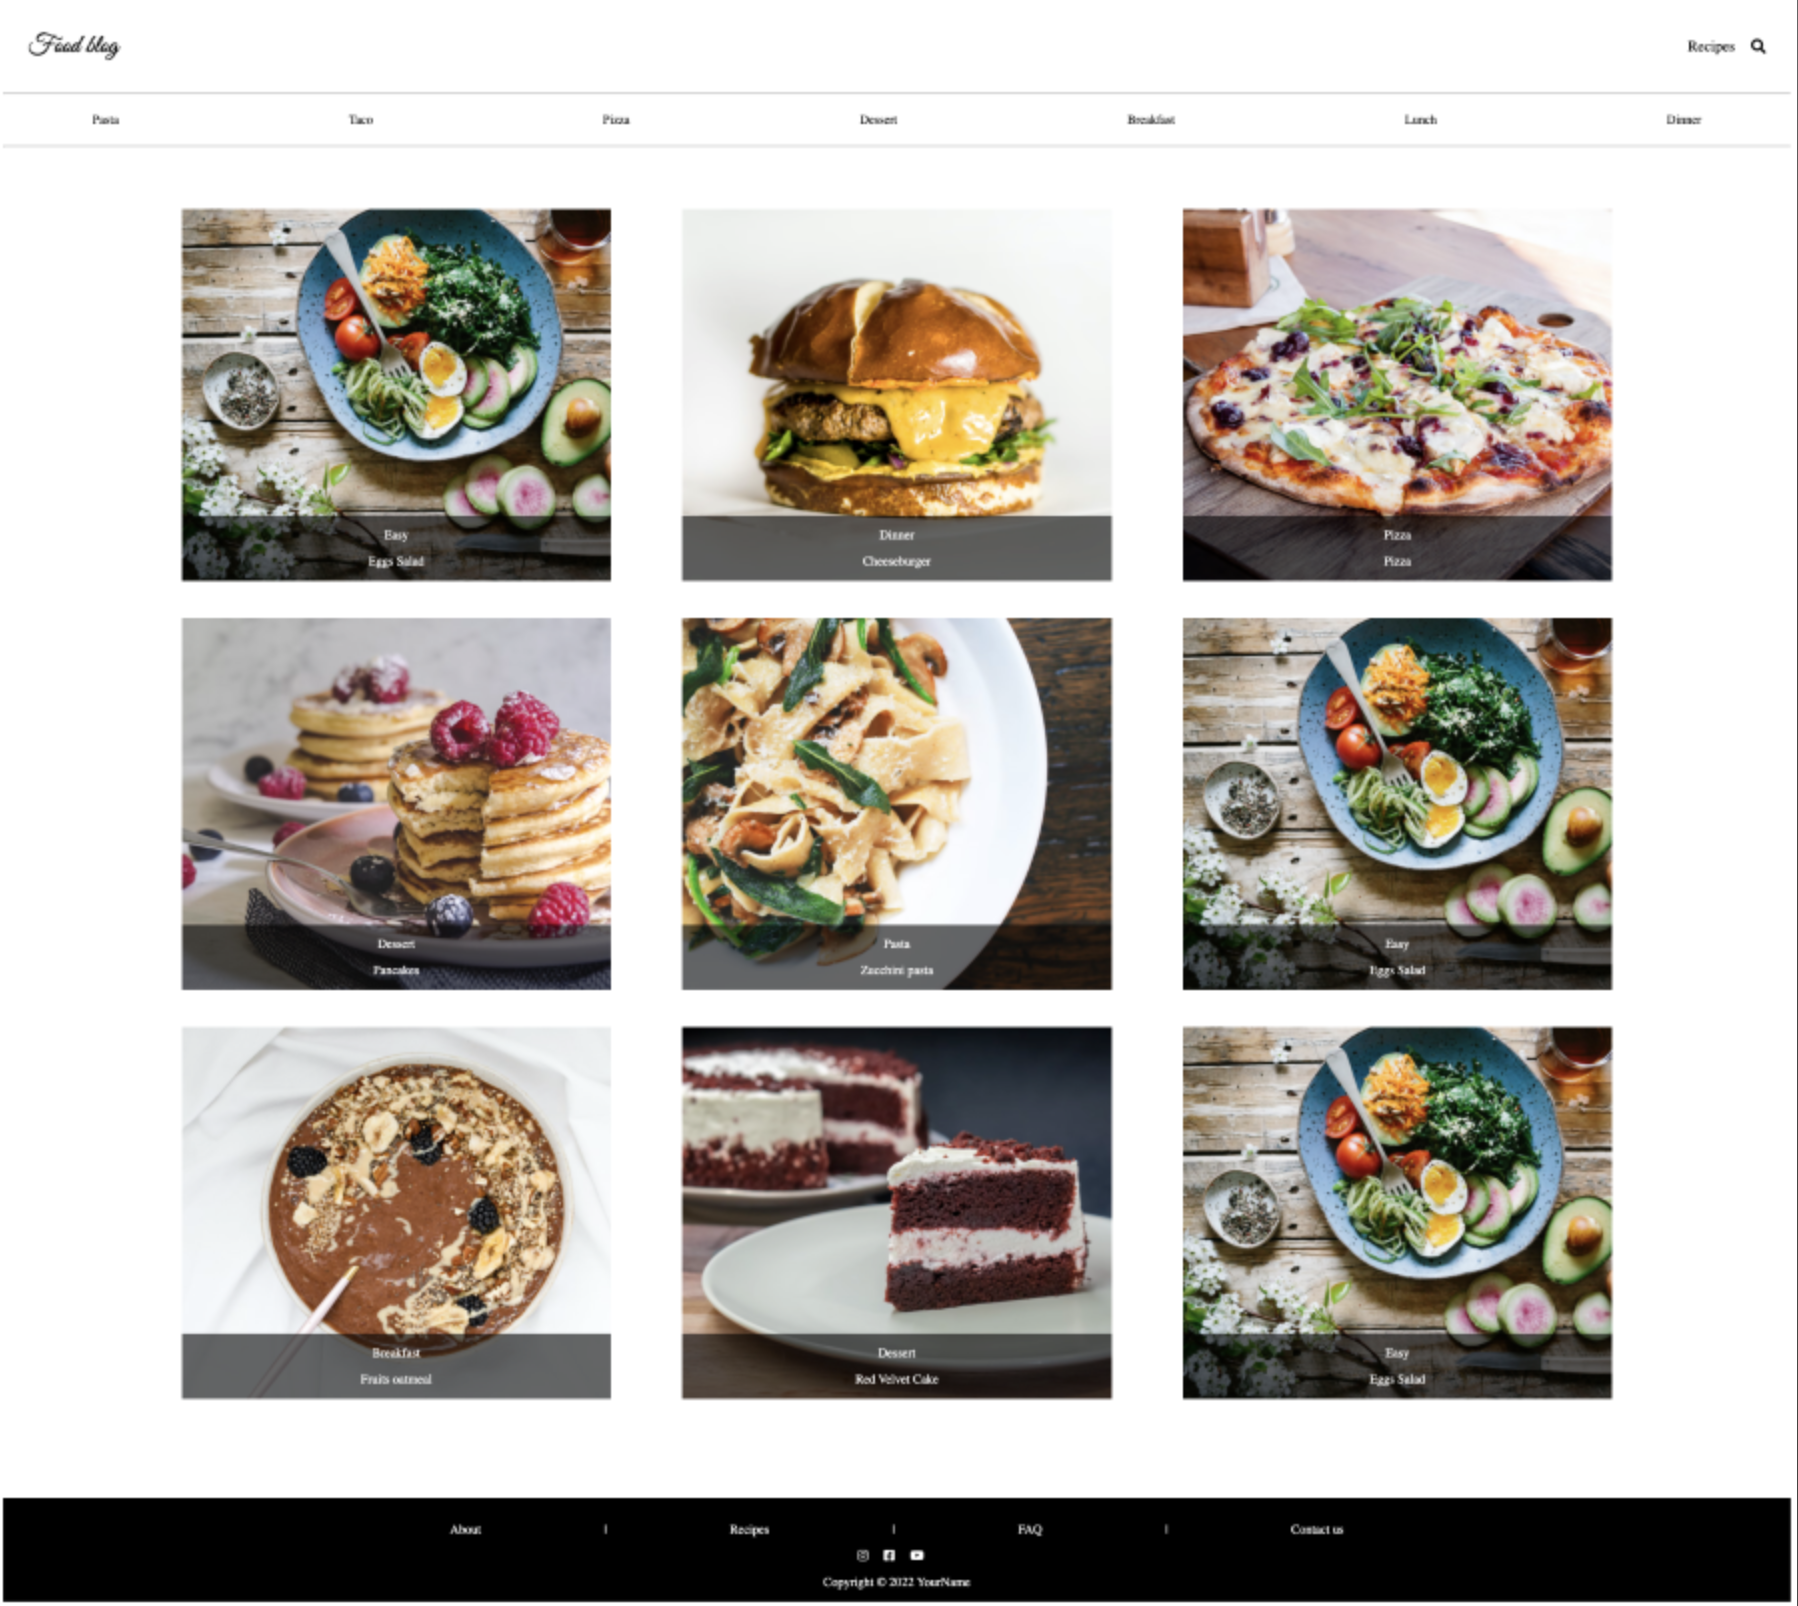 Food blog
Recipes
Pasta Taco Pizza Dessert Breakfast Lunch Dinner
Easy
Eggs Salad
Dinner
Cheeseburger
Pizza
Pizza
Dessert
Pancakes
Pasta
Zucchini pasta
Easy
Eggs Salad
Breakfast
Fruits oatmeal
Dessert
Red Velvet Cake
Easy
Eggs Salad
About | Recipes | FAQ | Contact us
Copyright © 2022 YourName